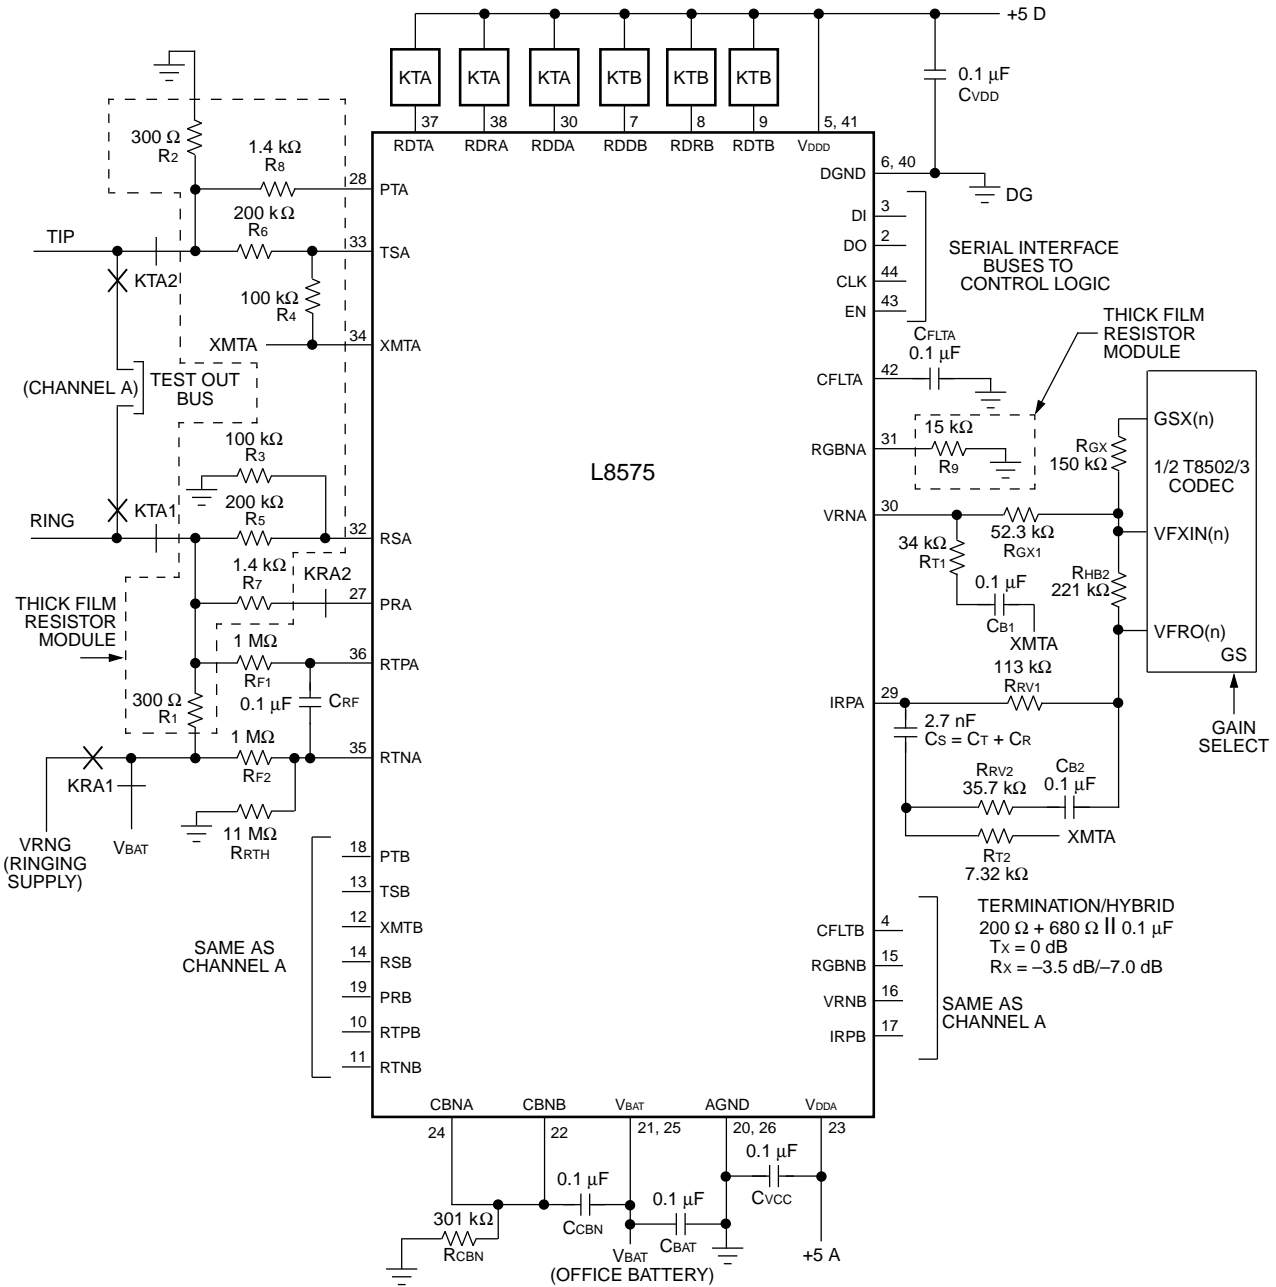 +5 D
KTA
KTA
KTA
KTB
KTB
KTB
0.1 µF
CVDD
37
38
30
7
8
9
5, 41
RDTA
RDRA
RDDA
RDDB
RDRB
RDTB
VDDD
300 Ω
R2
1.4 kΩ
R8
28
PTA
200 kΩ
R6
33
TSA
TIP
KTA2
100 kΩ
R4
XMTA
34
XMTA
(CHANNEL A)
TEST OUT
BUS
100 kΩ
R3
KTA1
200 kΩ
R5
RING
32
RSA
1.4 kΩ
R7
KRA2
27
PRA
THICK FILM
RESISTOR
MODULE
1 MΩ
RF1
36
RTPA
300 Ω
R1
0.1 µF
CRF
1 MΩ
RF2
35
RTNA
KRA1
VRNG
(RINGING
SUPPLY)
VBAT
11 MΩ
RRTH
SAME AS
CHANNEL A
18
PTB
13
TSB
12
XMTB
14
RSB
19
PRB
10
RTPB
11
RTNB
L8575
6, 40
DGND
DG
3
DI
2
DO
44
CLK
43
EN
SERIAL INTERFACE
BUSES TO
CONTROL LOGIC
THICK FILM
RESISTOR
MODULE
CFLTA
0.1 µF
42
CFLTA
31
RGBNA
15 kΩ
R9
RGX
150 kΩ
GSX(n)
1/2 T8502/3
CODEC
30
VRNA
52.3 kΩ
RGX1
VFXIN(n)
34 kΩ
RT1
0.1 µF
CB1
XMTA
RHB2
221 kΩ
VFRO(n)
GS
113 kΩ
RRV1
29
IRPA
GAIN
SELECT
2.7 nF
CS = CT + CR
RRV2
35.7 kΩ
CB2
0.1 µF
RT2
7.32 kΩ
XMTA
TERMINATION/HYBRID
200 Ω + 680 Ω || 0.1 µF
TX = 0 dB
RX = –3.5 dB/–7.0 dB
4
CFLTB
15
RGBNB
16
VRNB
17
IRPB
SAME AS
CHANNEL A
CBNA
CBNB
VBAT
AGND
VDDA
24
22
21, 25
20, 26
23
301 kΩ
RCBN
0.1 µF
CCBN
0.1 µF
CBAT
0.1 µF
CVCC
VBAT
(OFFICE BATTERY)
+5 A